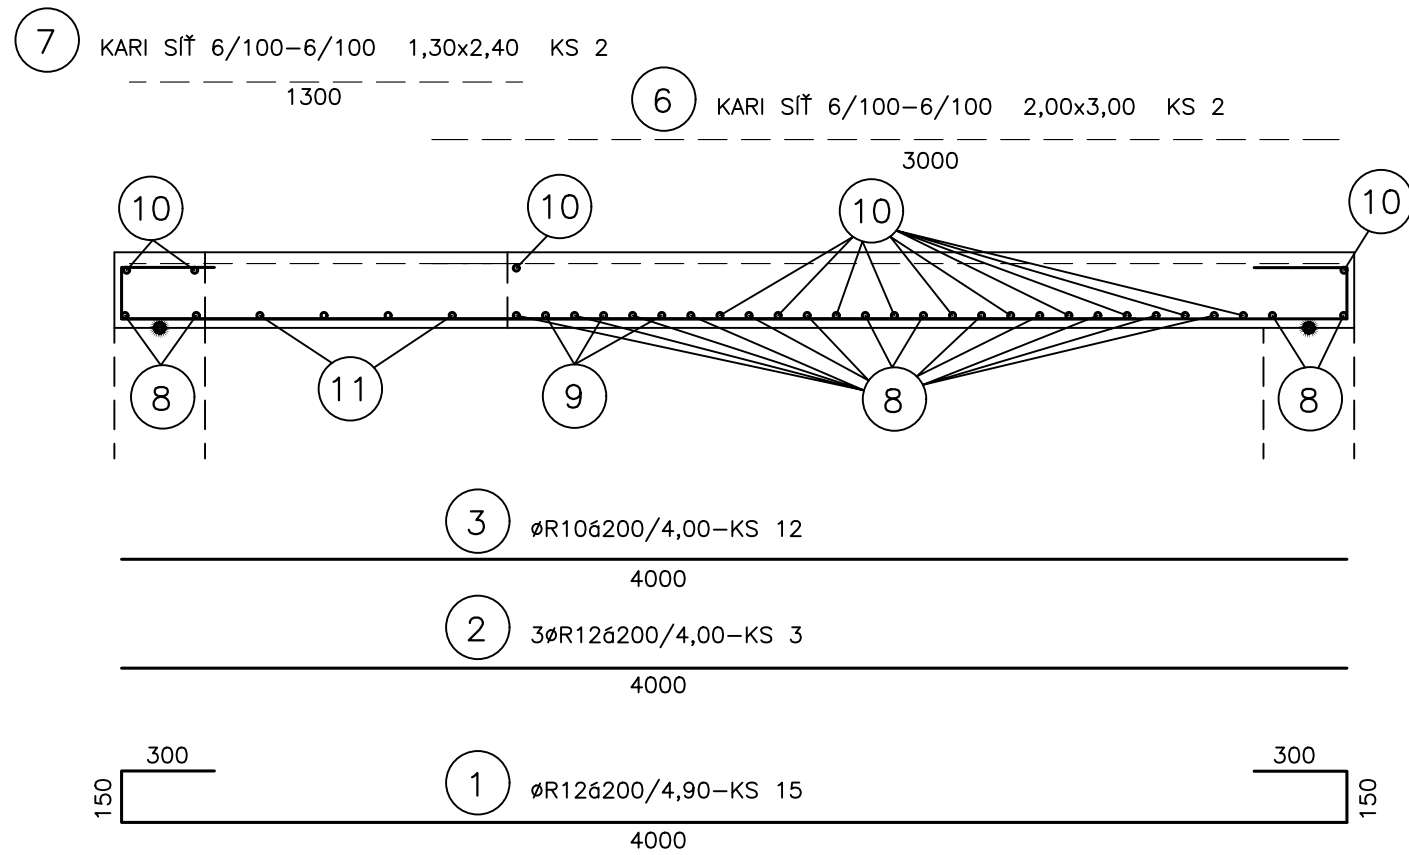 7 KARI SÍŤ 6/100-6/100 1,30x2,40 KS 2
1300
6 KARI SÍŤ 6/100-6/100 2,00x3,00 KS 2
3000
10 10 10 10
8 11 9 8 8
3 øR10á200/4,00-KS 12
4000
2 3øR12á200/4,00-KS 3
4000
300 300
150 1 øR12á200/4,90-KS 15 150
4000